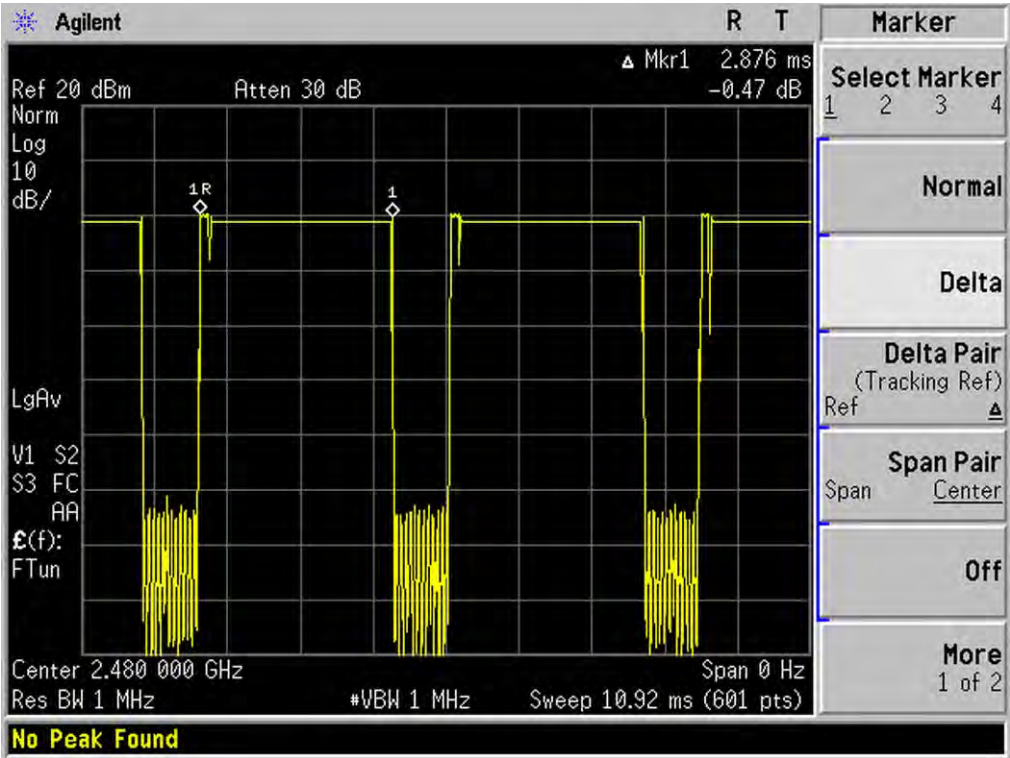 Agilent
R T
Marker
Δ Mkr1 2.876 ms
Ref 20 dBm
Atten 30 dB
-0.47 dB
Norm
Log
10
dB/
1R
1
LgAv
V1 S2
S3 FC
AA
£(f):
FTun
Center 2.480 000 GHz
Span 0 Hz
Res BW 1 MHz
#VBW 1 MHz
Sweep 10.92 ms (601 pts)
No Peak Found
Select Marker
1 2 3 4
Normal
Delta
Delta Pair
(Tracking Ref)
Ref Δ
Span Pair
Span Center
Off
More
1 of 2